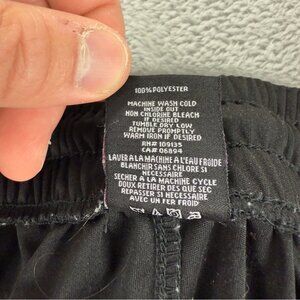 100% POLYESTER
MACHINE WASH COLD
INSIDE OUT
NON CHLORINE BLEACH
IF DESIRED
TUMBLE DRY LOW
REMOVE PROMPTLY
WARM IRON IF DESIRED
RN# 109135
CA# 06894
LAVER A LA MACHINE A L'EAU FROIDE
BLANCHIR SANS CHLORE SI
NECESSAIRE
SECHER A LA MACHINE CYCLE
DOUX RETIRER DES QUE SEC
REPASSER SI NECESSAIRE
AVEC UN FER FROID